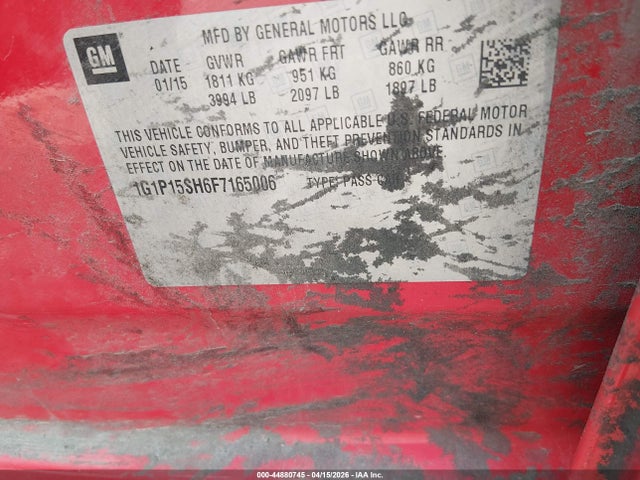 GM
MFD BY GENERAL MOTORS LLC
DATE GVWR GAWR FRT GAWR RR
01/15 1811 KG 951 KG 860 KG
3994 LB 2097 LB 1897 LB
THIS VEHICLE CONFORMS TO ALL APPLICABLE U.S. FEDERAL MOTOR
VEHICLE SAFETY, BUMPER, AND THEFT PREVENTION STANDARDS IN
EFFECT ON THE DATE OF MANUFACTURE SHOWN ABOVE
1G1P15SH6F7165006 TYPE: PASS CAR
000-44880745 - 04/15/2026 - IAA Inc.